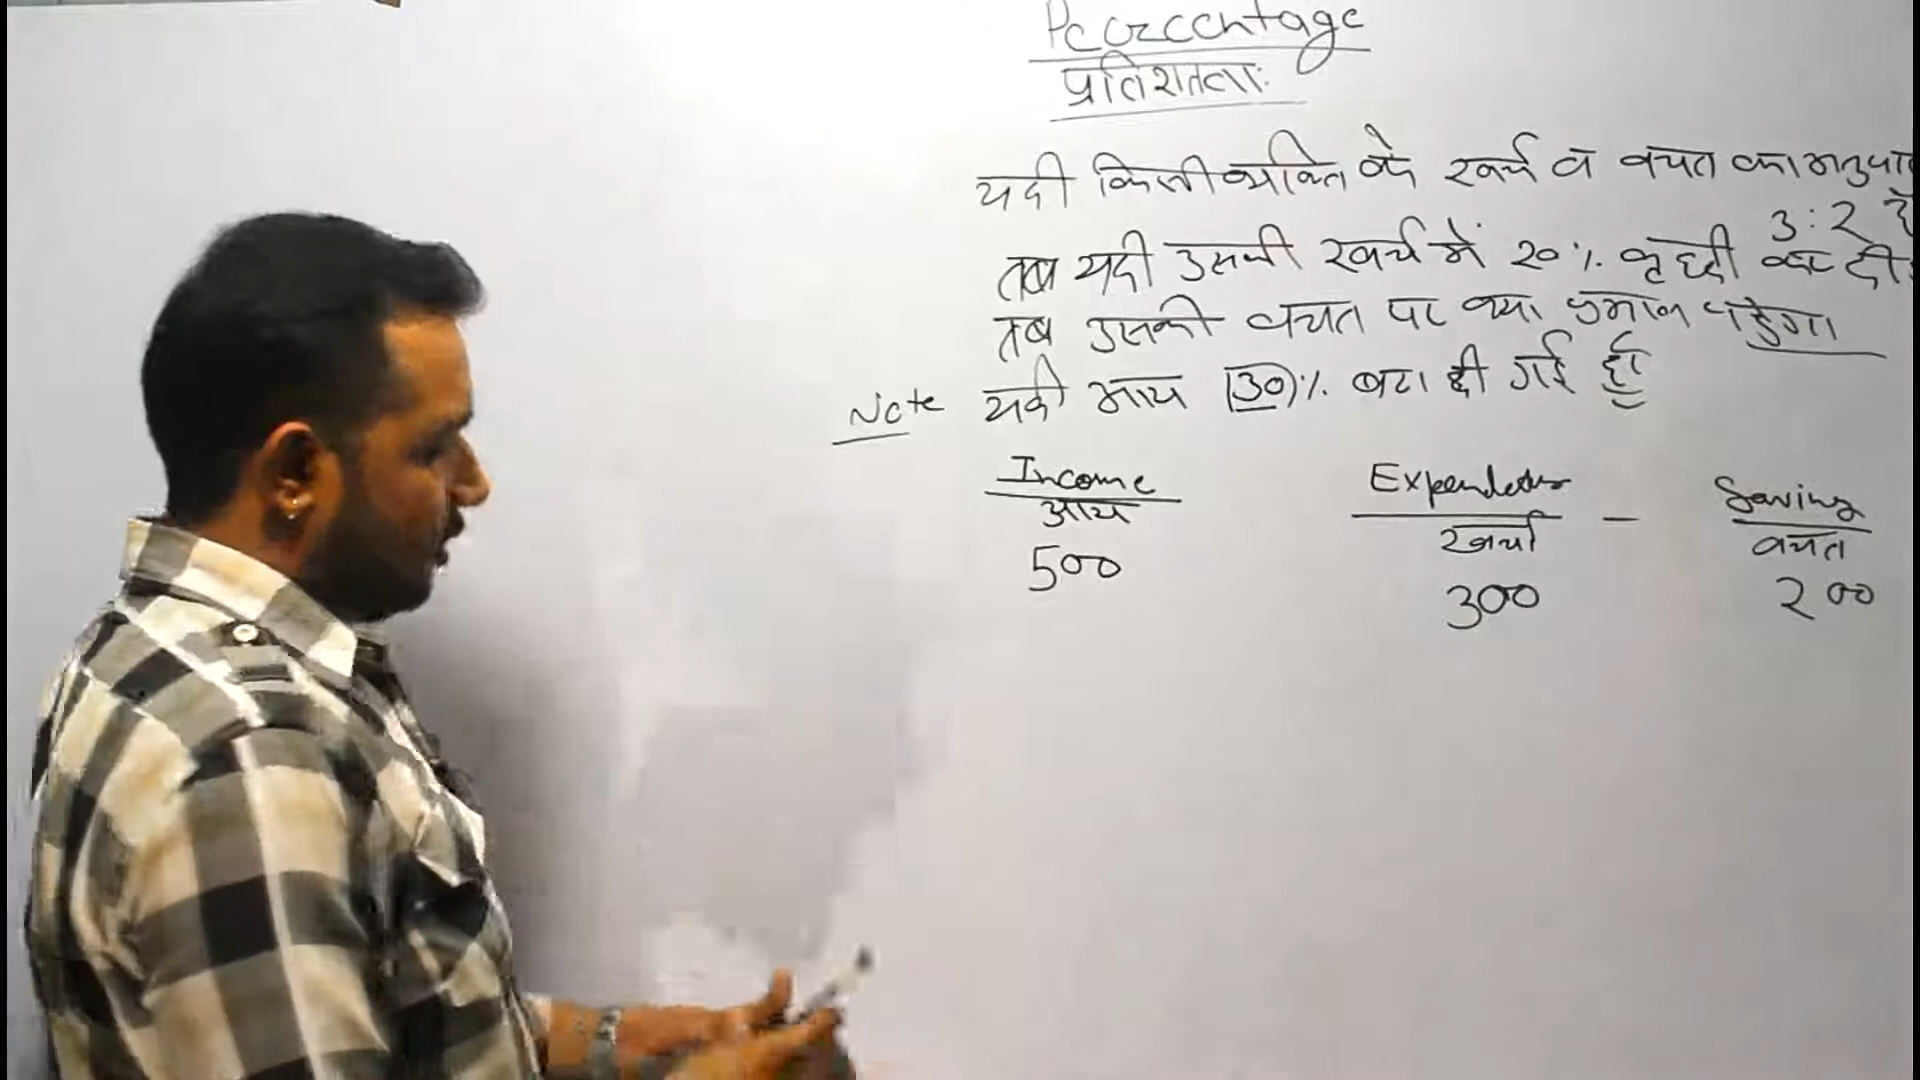 Percentage
प्रतिशतता:
यदी किसी व्यक्ति के खर्च व बचत का अनुपात
3:2 है
तब यदी उसकी खर्च में 20%. वृध्दी कर दी
तब उसकी बचत पर क्या प्रभाव पडेगा
Note यदी आय (30)%. बढा दी गई हो
Income Expenditure - Saving
आय खर्चा बचत
500 300 200